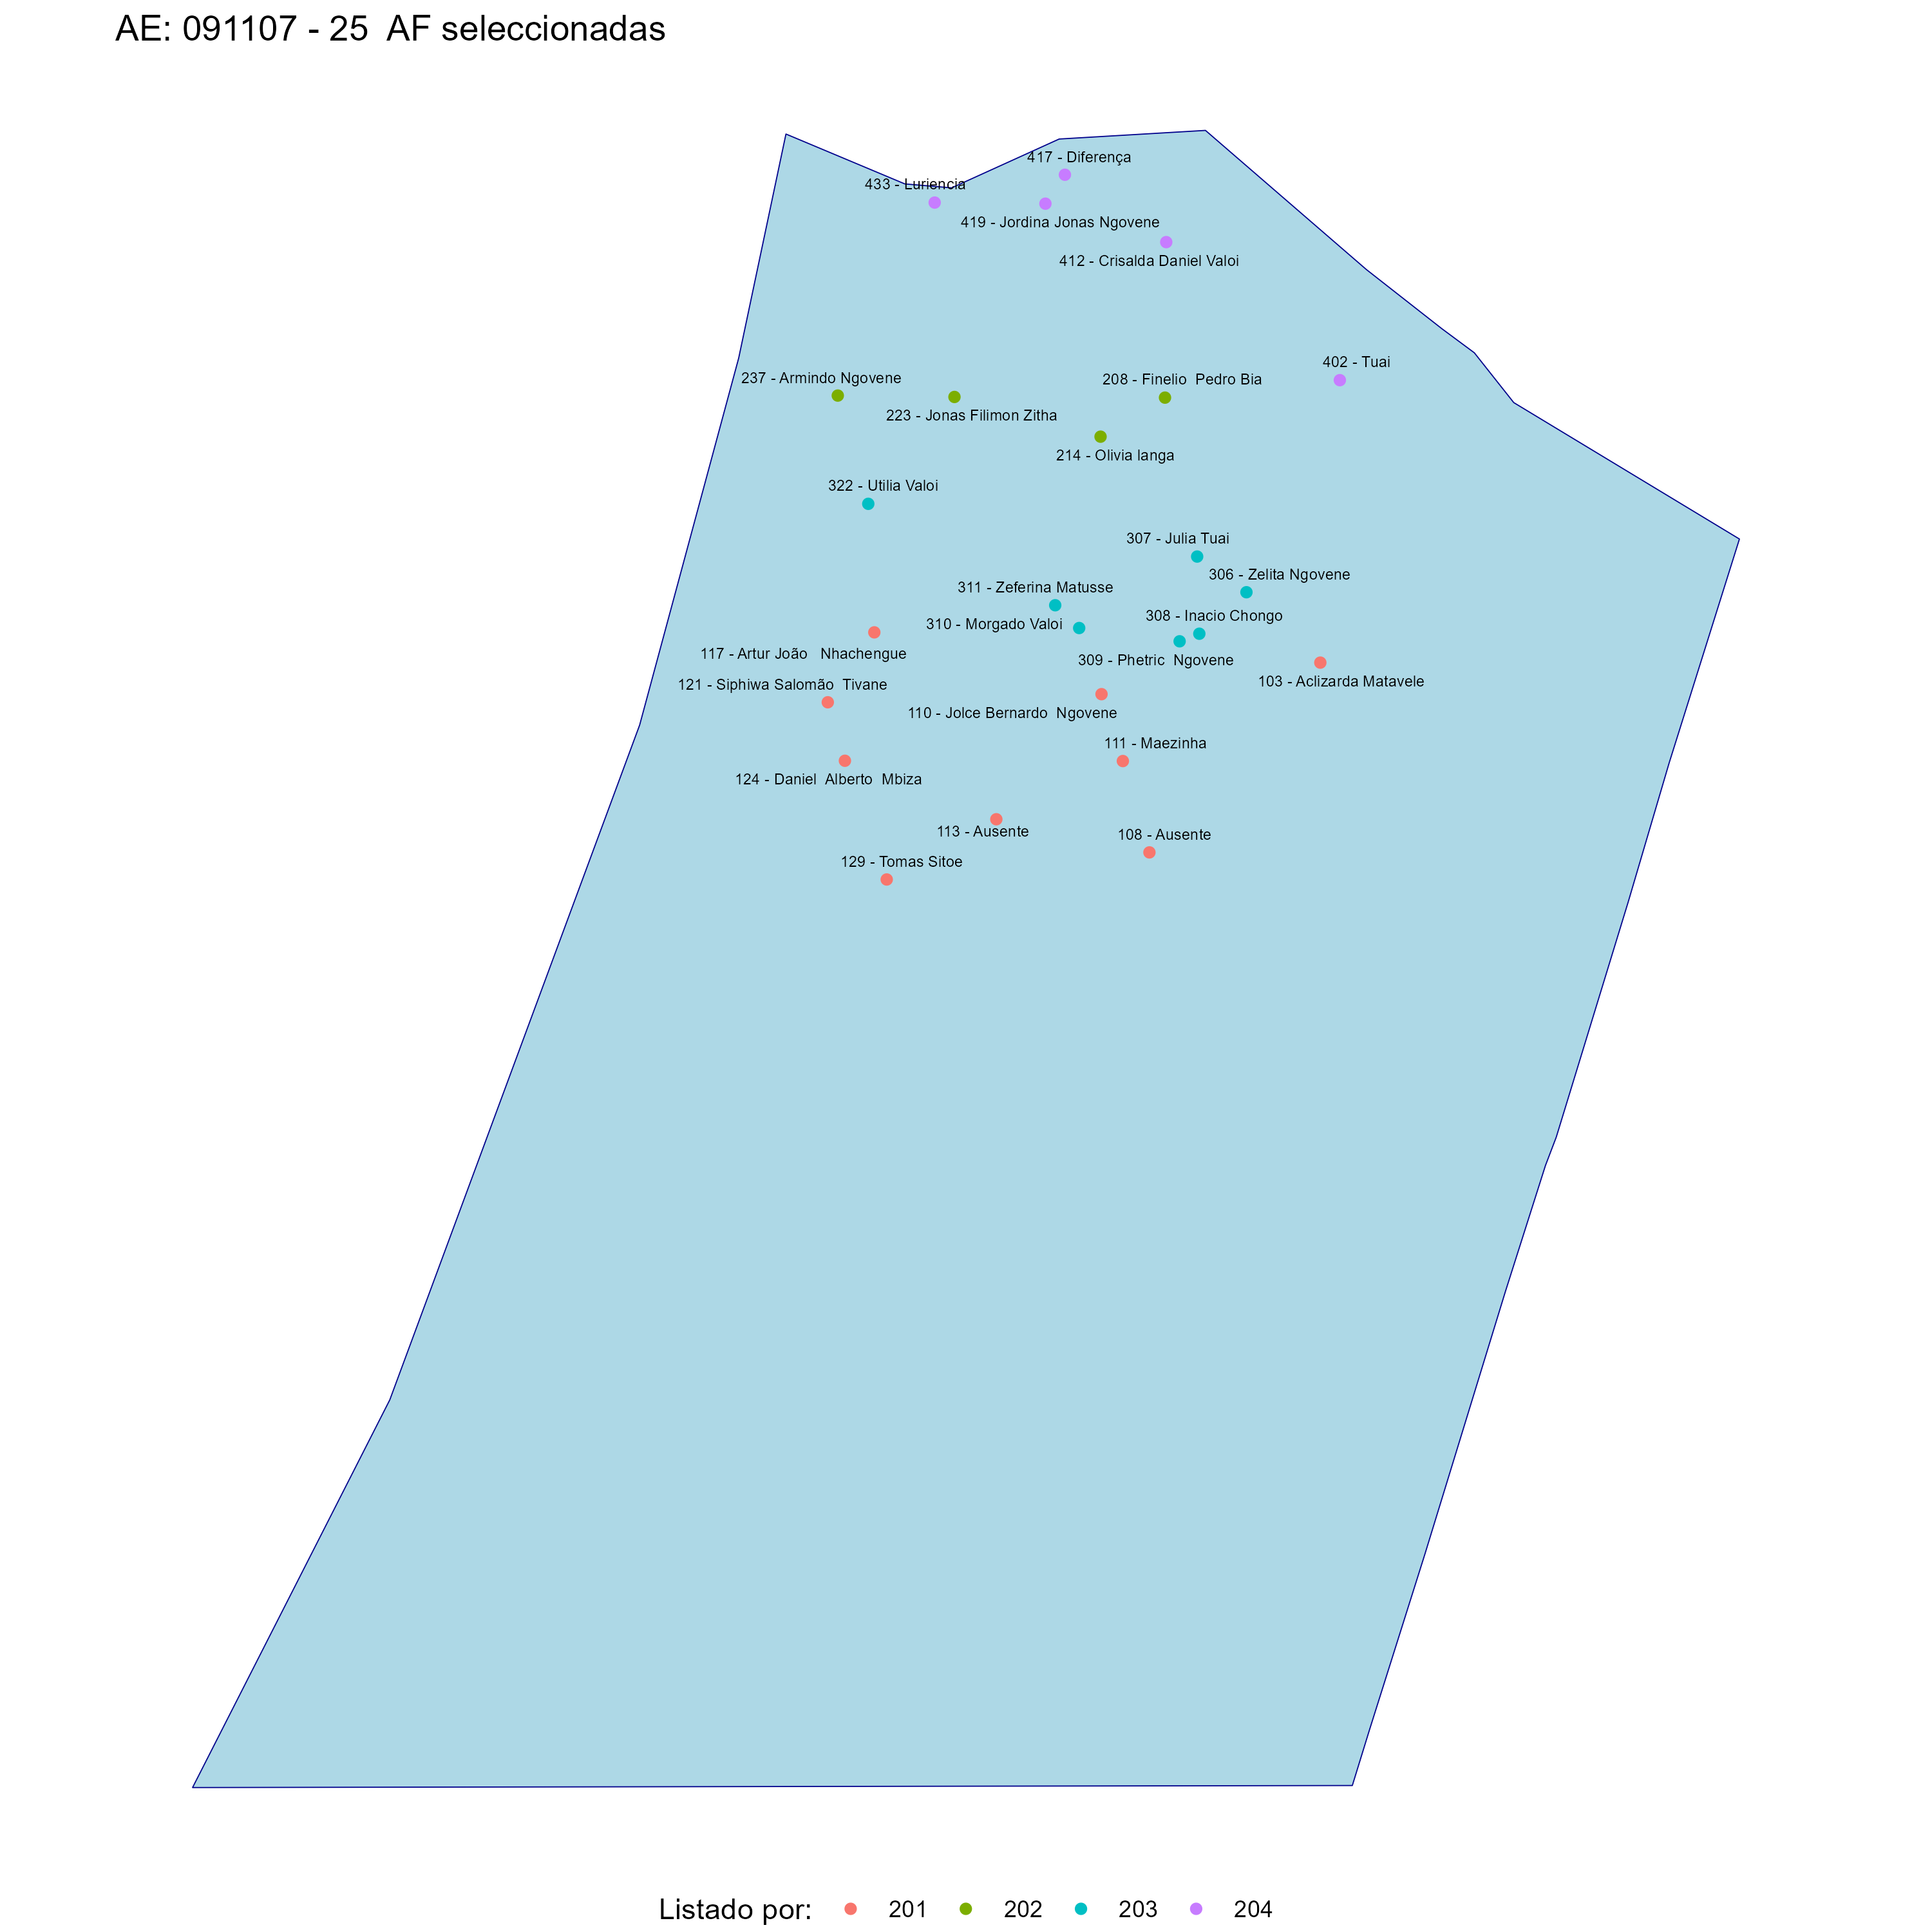 AE: 091107 - 25  AF seleccionadas
417 - Diferença
433 - Luriencia
419 - Jordina Jonas Ngovene
412 - Crisalda Daniel Valoi
402 - Tuai
237 - Armindo Ngovene
208 - Finelio  Pedro Bia
223 - Jonas Filimon Zitha
214 - Olivia langa
322 - Utilia Valoi
307 - Julia Tuai
306 - Zelita Ngovene
311 - Zeferina Matusse
308 - Inacio Chongo
310 - Morgado Valoi
117 - Artur João   Nhachengue
309 - Phetric  Ngovene
121 - Siphiwa Salomão  Tivane
103 - Aclizarda Matavele
110 - Jolce Bernardo  Ngovene
111 - Maezinha
124 - Daniel  Alberto  Mbiza
113 - Ausente
108 - Ausente
129 - Tomas Sitoe
Listado por: 201 202 203 204